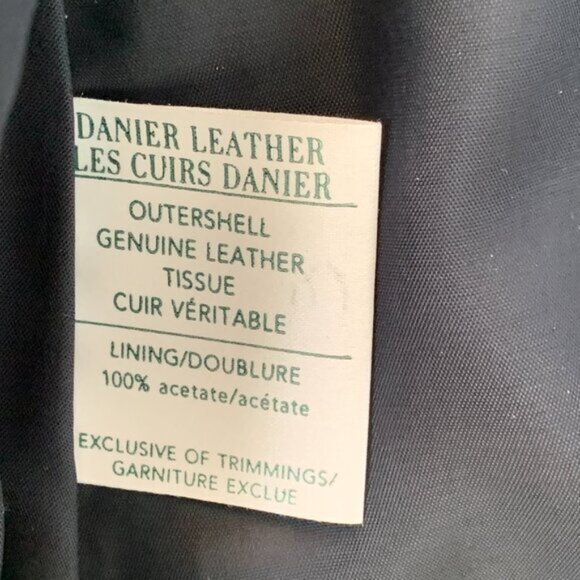 DANIER LEATHER
LES CUIRS DANIER
OUTERSHELL
GENUINE LEATHER
TISSUE
CUIR VÉRITABLE
LINING/DOUBLURE
100% acetate/acétate
EXCLUSIVE OF TRIMMINGS/
GARNITURE EXCLUE